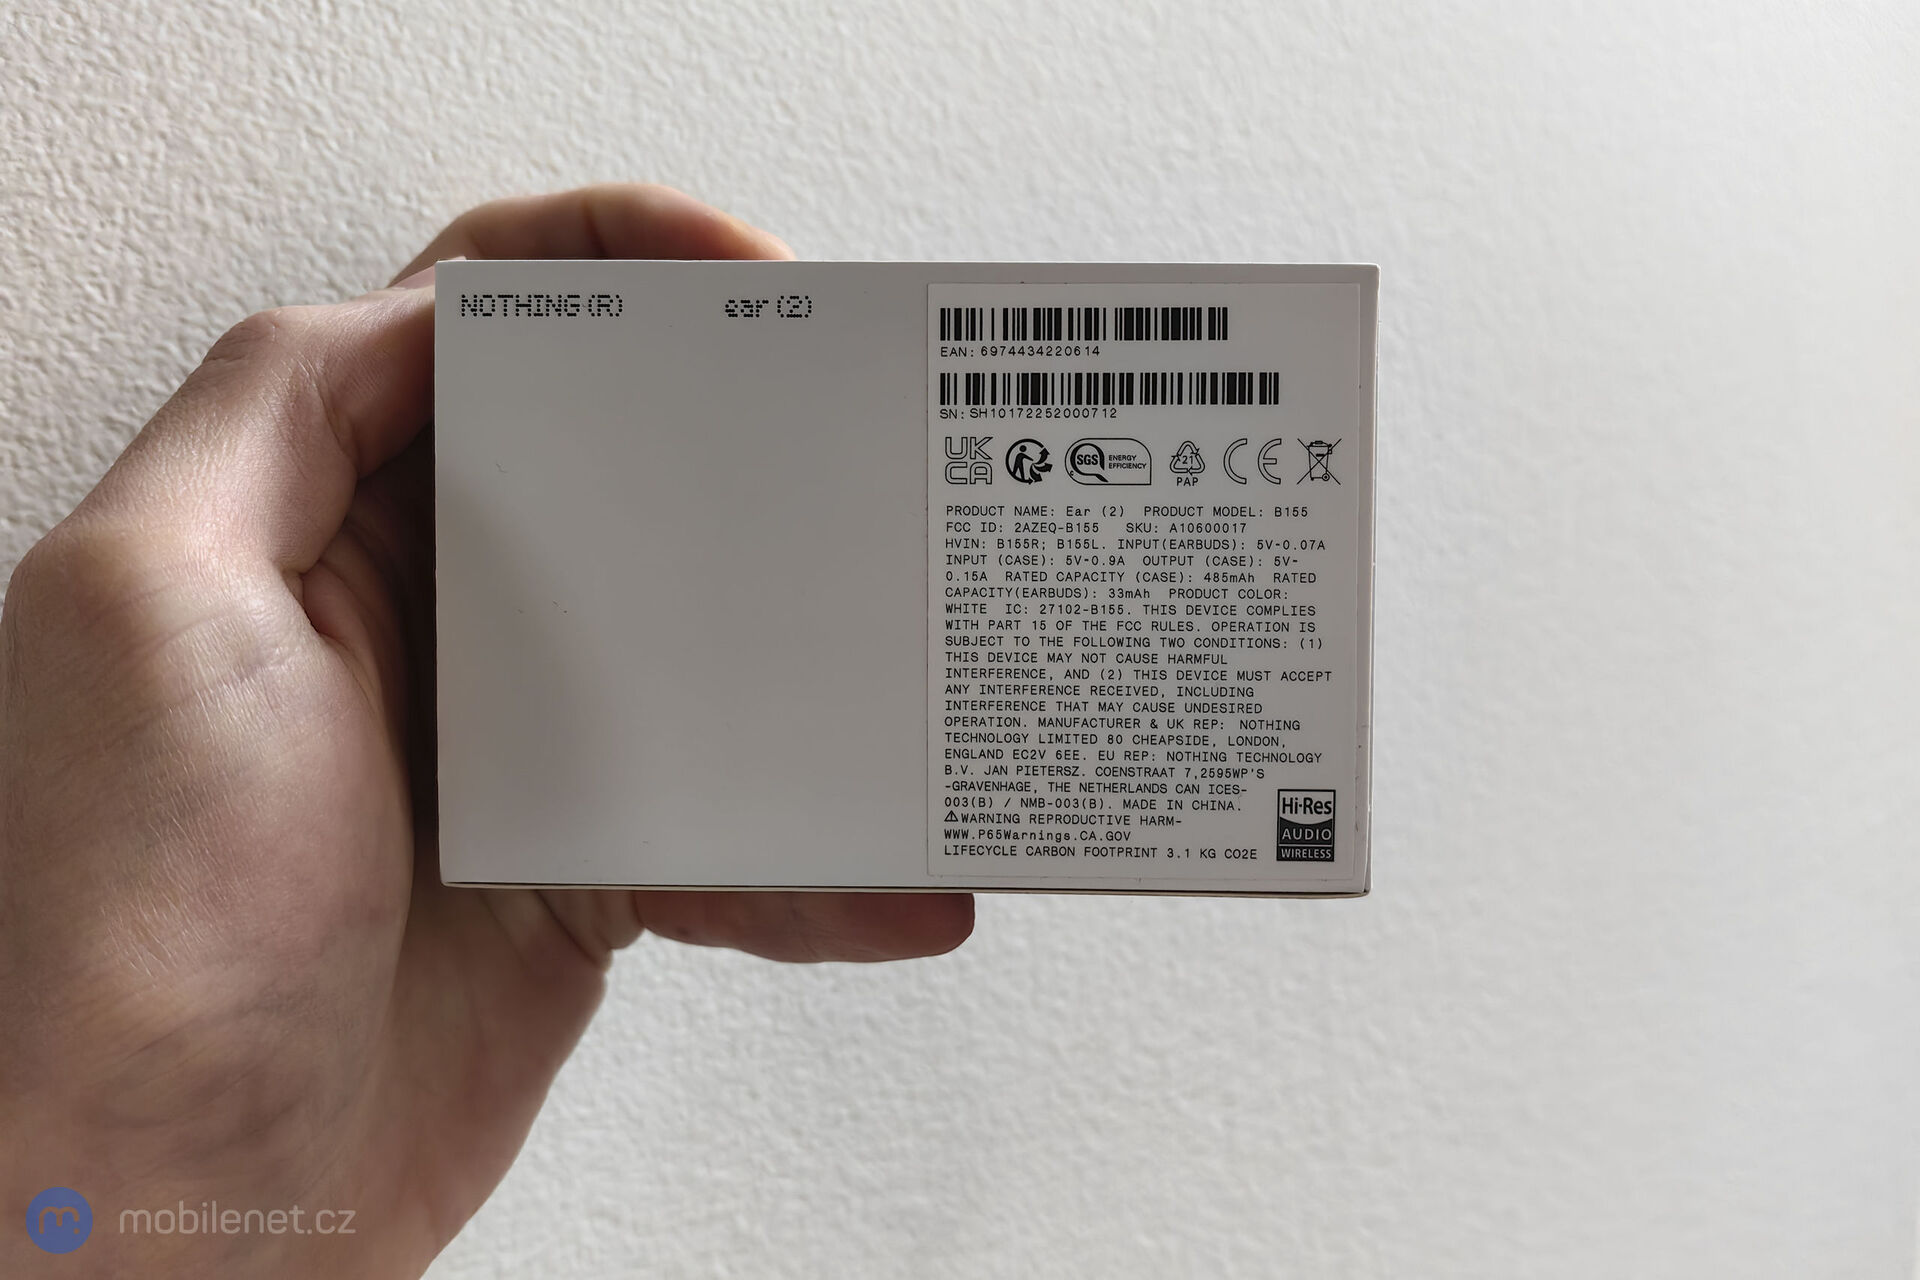 NOTHING(R)
ear (2)
EAN: 6974434220614
SN: SH10172252000712
UK
CA
SGS
ENERGY
EFFICIENCY
c
21
PAP
CE
PRODUCT NAME: Ear (2) PRODUCT MODEL: B155
FCC ID: 2AZEQ-B155 SKU: A10600017
HVIN: B155R; B155L. INPUT(EARBUDS): 5V⎓0.07A
INPUT (CASE): 5V⎓0.9A OUTPUT (CASE): 5V⎓
0.15A RATED CAPACITY (CASE): 485mAh RATED
CAPACITY(EARBUDS): 33mAh PRODUCT COLOR:
WHITE IC: 27102-B155. THIS DEVICE COMPLIES
WITH PART 15 OF THE FCC RULES. OPERATION IS
SUBJECT TO THE FOLLOWING TWO CONDITIONS: (1)
THIS DEVICE MAY NOT CAUSE HARMFUL
INTERFERENCE, AND (2) THIS DEVICE MUST ACCEPT
ANY INTERFERENCE RECEIVED, INCLUDING
INTERFERENCE THAT MAY CAUSE UNDESIRED
OPERATION. MANUFACTURER & UK REP: NOTHING
TECHNOLOGY LIMITED 80 CHEAPSIDE, LONDON,
ENGLAND EC2V 6EE. EU REP: NOTHING TECHNOLOGY
B.V. JAN PIETERSZ. COENSTRAAT 7,2595WP'S
-GRAVENHAGE, THE NETHERLANDS CAN ICES-
003(B) / NMB-003(B). MADE IN CHINA.
⚠WARNING REPRODUCTIVE HARM-
WWW.P65Warnings.CA.GOV
LIFECYCLE CARBON FOOTPRINT 3.1 KG CO2E
Hi-Res
AUDIO
WIRELESS
m.
mobilenet.cz